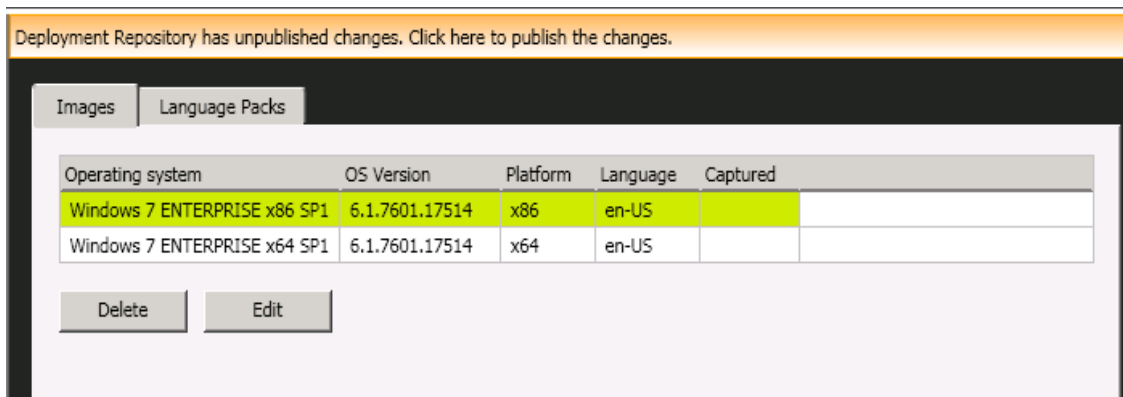 Deployment Repository has unpublished changes. Click here to publish the changes.
Images Language Packs
Operating system OS Version Platform Language Captured
Windows 7 ENTERPRISE x86 SP1 6.1.7601.17514 x86 en-US
Windows 7 ENTERPRISE x64 SP1 6.1.7601.17514 x64 en-US
Delete Edit